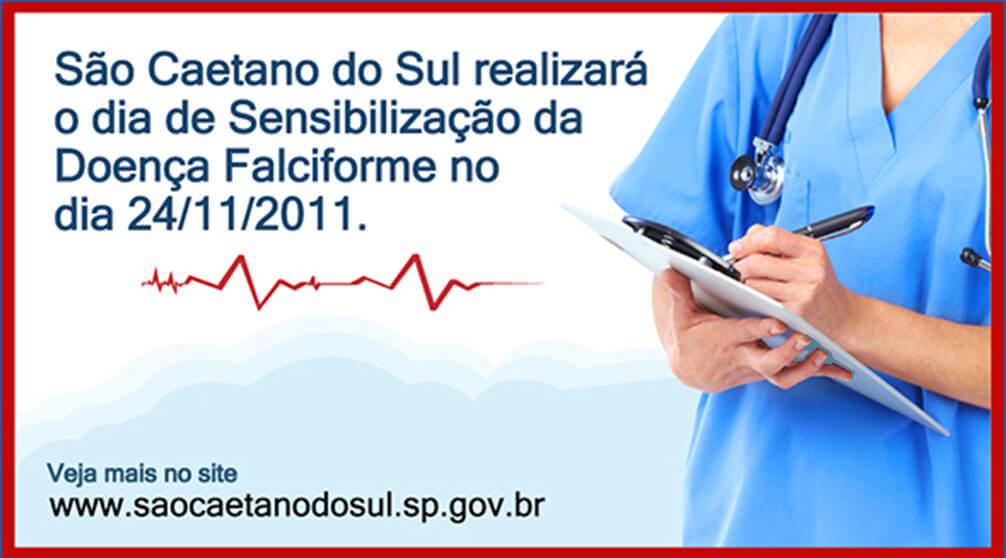 São Caetano do Sul realizará
o dia de Sensibilização da
Doença Falciforme no
dia 24/11/2011.
Veja mais no site
www.saocaetanodosul.sp.gov.br